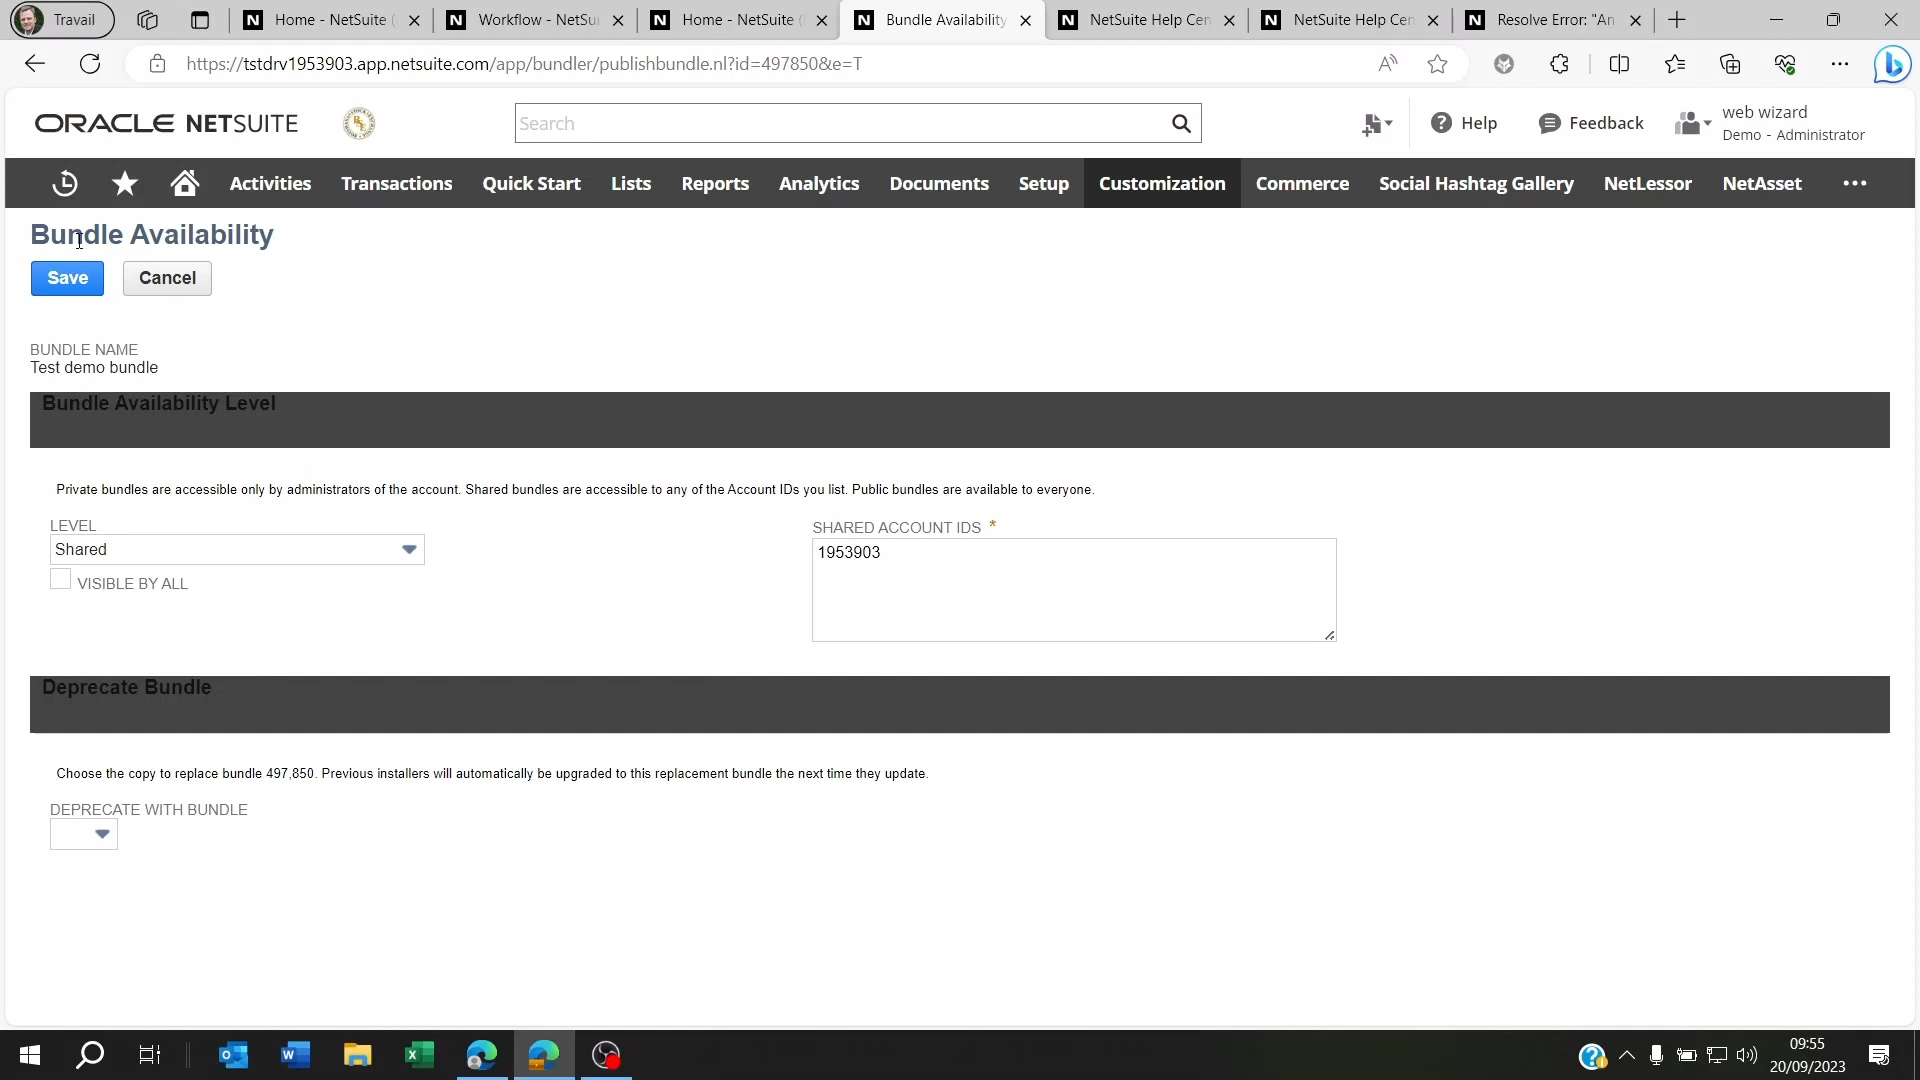 Travail
Home - NetSuite (
Workflow - NetSui
Home - NetSuite (
Bundle Availability
NetSuite Help Cen
NetSuite Help Cen
Resolve Error: "An
https://tstdrv1953903.app.netsuite.com/app/bundler/publishbundle.nl?id=497850&e=T
ORACLE NETSUITE
Search
Help
Feedback
web wizard
Demo - Administrator
Activities
Transactions
Quick Start
Lists
Reports
Analytics
Documents
Setup
Customization
Commerce
Social Hashtag Gallery
NetLessor
NetAsset
Bundle Availability
Save
Cancel
BUNDLE NAME
Test demo bundle
Bundle Availability Level
Private bundles are accessible only by administrators of the account. Shared bundles are accessible to any of the Account IDs you list. Public bundles are available to everyone.
LEVEL
Shared
VISIBLE BY ALL
SHARED ACCOUNT IDS *
1953903
Deprecate Bundle
Choose the copy to replace bundle 497,850. Previous installers will automatically be upgraded to this replacement bundle the next time they update.
DEPRECATE WITH BUNDLE
09:55
20/09/2023